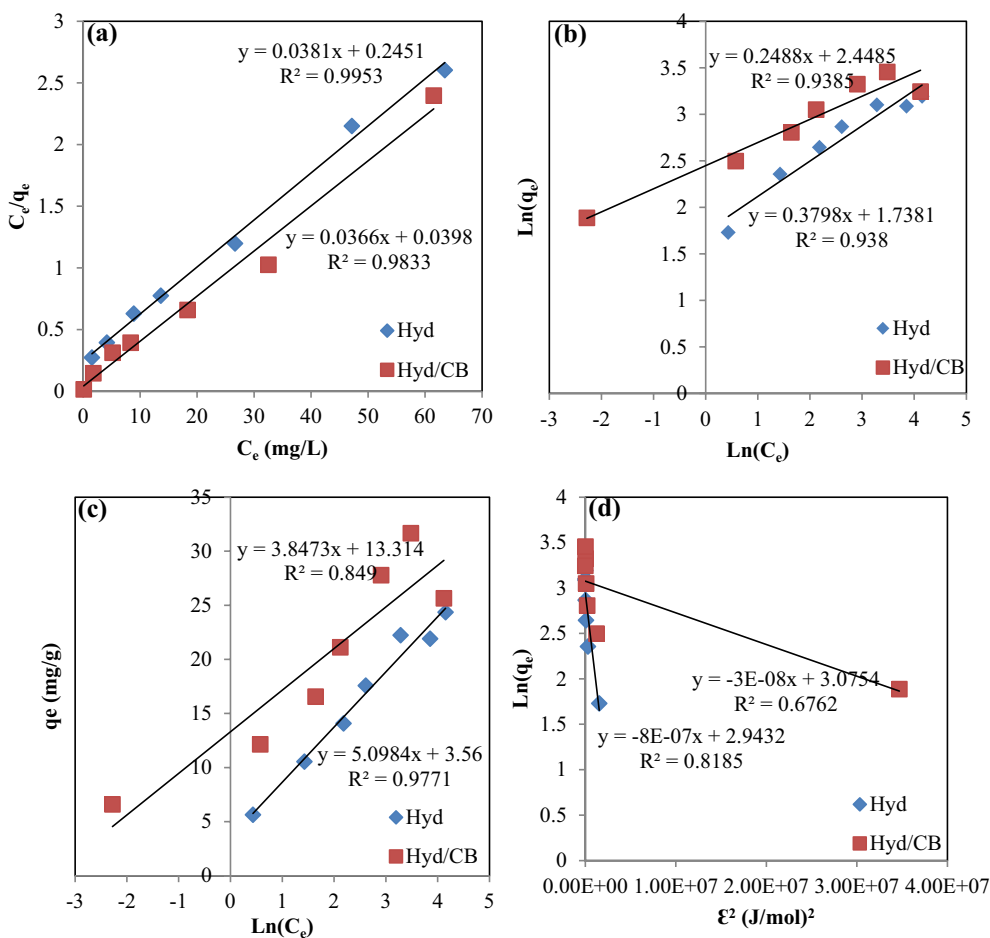 (a)
y = 0.0381x + 0.2451
R² = 0.9953
y = 0.0366x + 0.0398
R² = 0.9833
Hyd
Hyd/CB
3
2.5
2
1.5
1
0.5
0
0 10 20 30 40 50 60 70
Cₑ/qₑ
Cₑ (mg/L)
(b)
y = 0.2488x + 2.4485
R² = 0.9385
y = 0.3798x + 1.7381
R² = 0.938
Hyd
Hyd/CB
4
3.5
3
2.5
2
1.5
1
0.5
0
-3 -2 -1 0 1 2 3 4 5
Ln(qₑ)
Ln(Cₑ)
(c)
y = 3.8473x + 13.314
R² = 0.849
y = 5.0984x + 3.56
R² = 0.9771
Hyd
Hyd/CB
35
30
25
20
15
10
5
0
-3 -2 -1 0 1 2 3 4 5
qe (mg/g)
Ln(Cₑ)
(d)
y = -3E-08x + 3.0754
R² = 0.6762
y = -8E-07x + 2.9432
R² = 0.8185
Hyd
Hyd/CB
4
3.5
3
2.5
2
1.5
1
0.5
0
0.00E+00 1.00E+07 2.00E+07 3.00E+07 4.00E+07
Ln(qₑ)
Ɛ² (J/mol)²